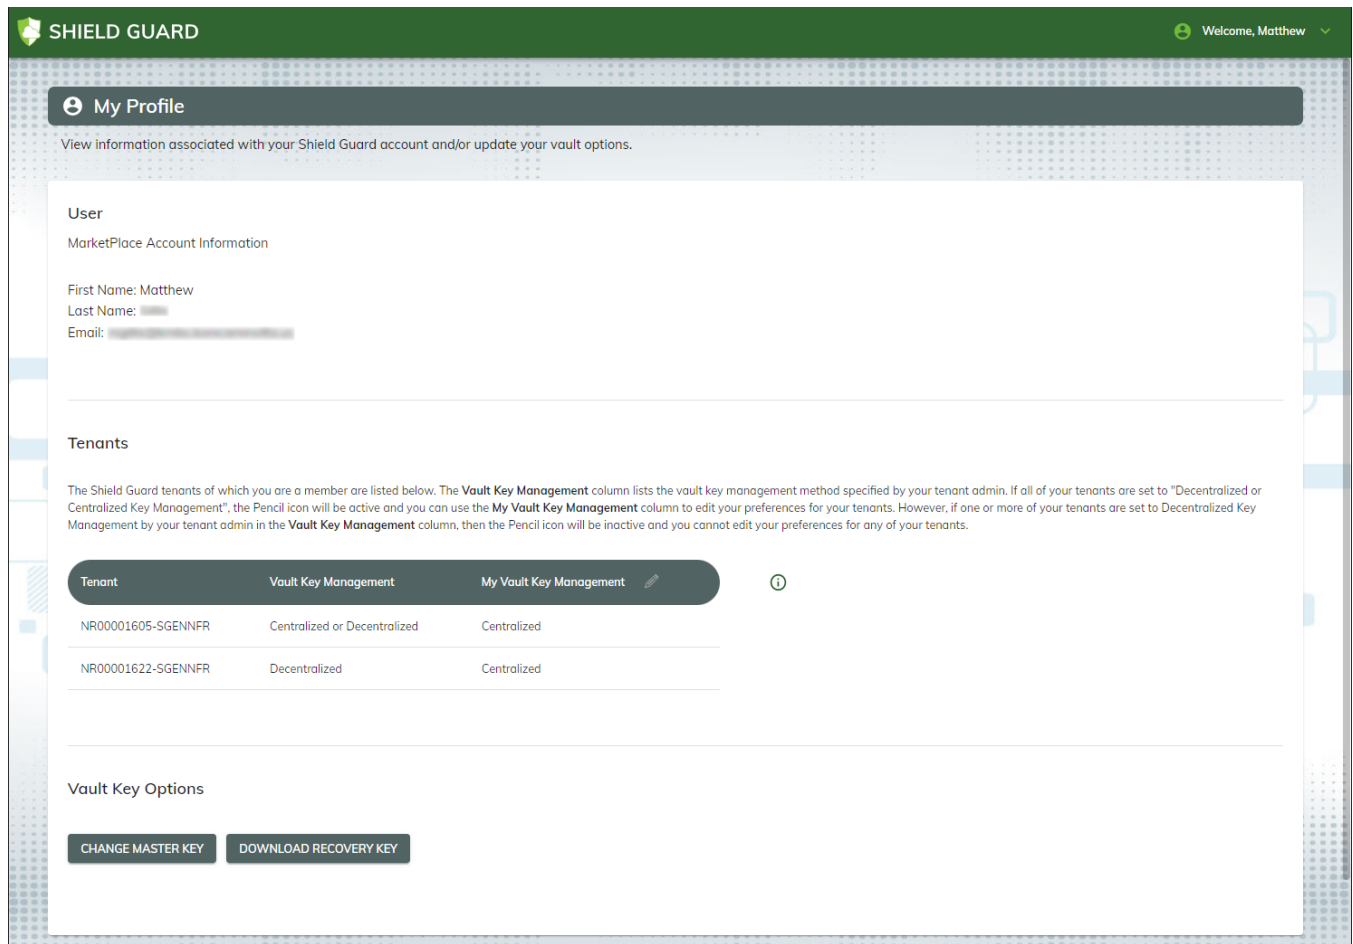 SHIELD GUARD
Welcome, Matthew
My Profile
View information associated with your Shield Guard account and/or update your vault options.
User
MarketPlace Account Information
First Name: Matthew
Last Name:
Email:
Tenants
The Shield Guard tenants of which you are a member are listed below. The Vault Key Management column lists the vault key management method specified by your tenant admin. If all of your tenants are set to "Decentralized or
Centralized Key Management", the Pencil icon will be active and you can use the My Vault Key Management column to edit your preferences for your tenants. However, if one or more of your tenants are set to Decentralized Key
Management by your tenant admin in the Vault Key Management column, then the Pencil icon will be inactive and you cannot edit your preferences for any of your tenants.
Tenant Vault Key Management My Vault Key Management
NR00001605-SGENNFR Centralized or Decentralized Centralized
NR00001622-SGENNFR Decentralized Centralized
Vault Key Options
CHANGE MASTER KEY DOWNLOAD RECOVERY KEY